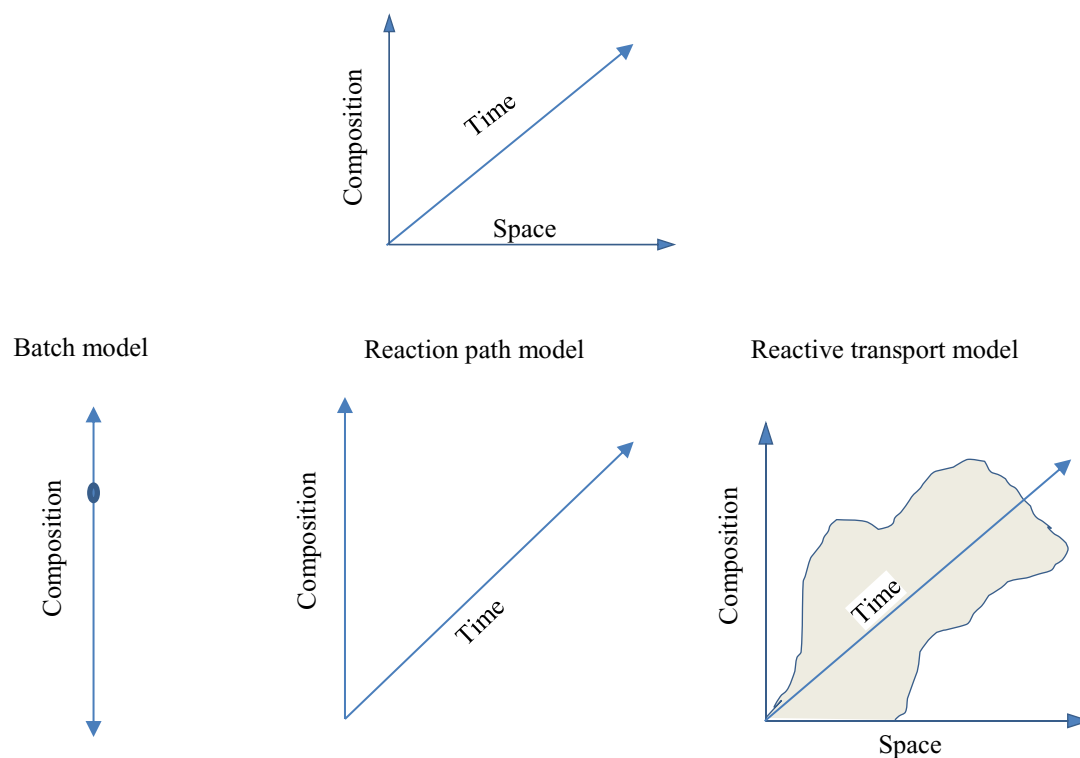 Composition
Time
Space
Batch model
Reaction path model
Reactive transport model
Composition
Composition
Time
Composition
Time
Space